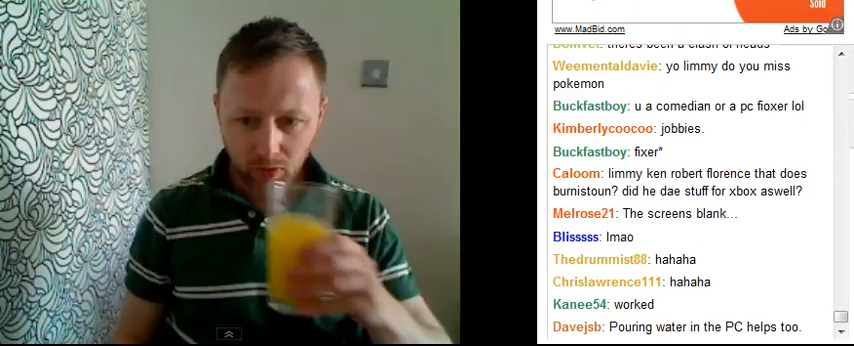 Sold
www.MadBid.com
Ads by Go
theres been a clash of heads
Weementaldavie: yo limmy do you miss
pokemon
Buckfastboy: u a comedian or a pc fioxer lol
Kimberlycoocoo: jobbies.
Buckfastboy: fixer*
Caloom: limmy ken robert florence that does
burnistoun? did he dae stuff for xbox aswell?
Melrose21: The screens blank...
Blisssss: lmao
Thedrummist88: hahaha
Chrislawrence111: hahaha
Kanee54: worked
Davejsb: Pouring water in the PC helps too.